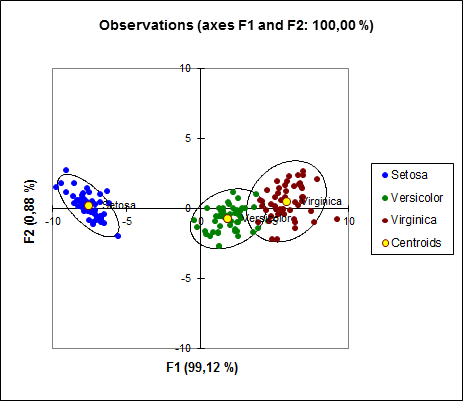 Observations (axes F1 and F2: 100,00 %)
10
5
0
-5
-10
-10
-5
0
5
10
Setosa
Versicolor
Virginica
F2 (0,88 %)
F1 (99,12 %)
Setosa
Versicolor
Virginica
Centroids